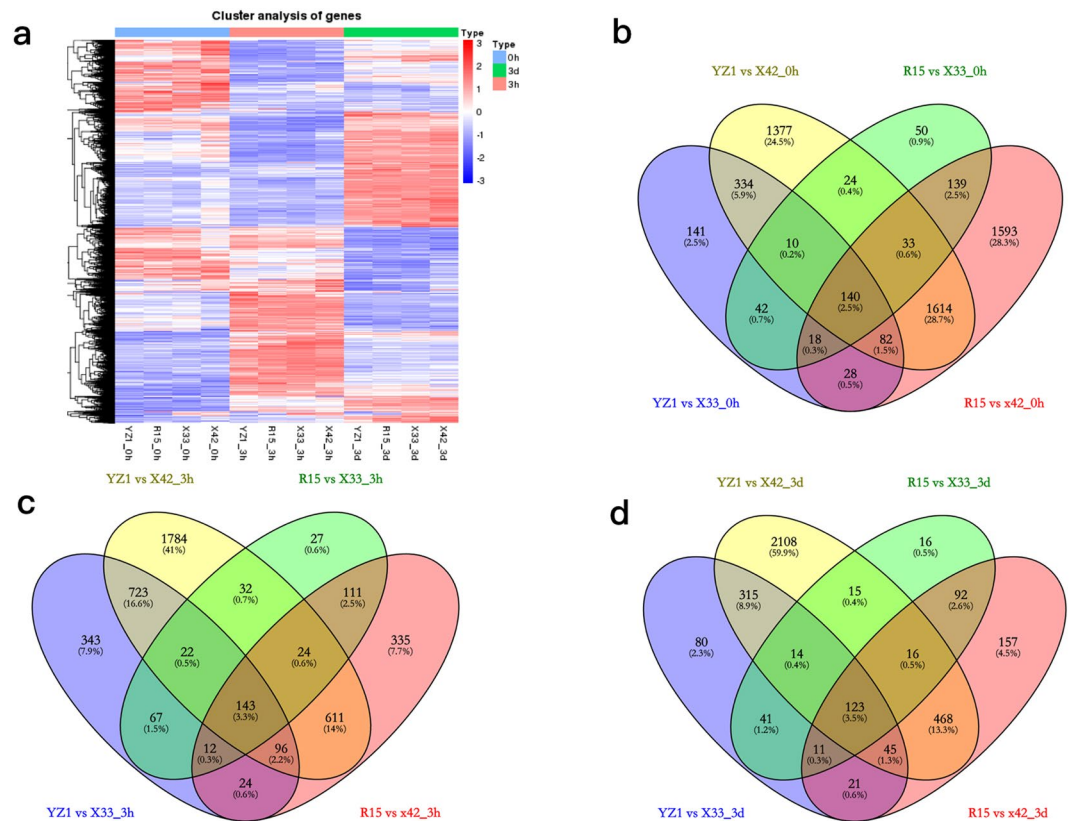 a
Cluster analysis of genes
Type
3
2
1
0
-1
-2
-3
Type
0h
3d
3h
YZ1_0h
R15_0h
X33_0h
X42_0h
YZ1_3h
R15_3h
X33_3h
X42_3h
YZ1_3d
R15_3d
X33_3d
X42_3d
b
YZ1 vs X42_0h
R15 vs X33_0h
1377
(24.5%)
50
(0.9%)
334
(5.9%)
24
(0.4%)
139
(2.5%)
141
(2.5%)
10
(0.2%)
33
(0.6%)
1593
(28.3%)
140
(2.5%)
42
(0.7%)
1614
(28.7%)
18
(0.3%)
82
(1.5%)
28
(0.5%)
YZ1 vs X33_0h
R15 vs x42_0h
c
YZ1 vs X42_3h
R15 vs X33_3h
1784
(41%)
27
(0.6%)
723
(16.6%)
32
(0.7%)
111
(2.5%)
343
(7.9%)
22
(0.5%)
24
(0.6%)
335
(7.7%)
143
(3.3%)
67
(1.5%)
611
(14%)
12
(0.3%)
96
(2.2%)
24
(0.6%)
YZ1 vs X33_3h
R15 vs x42_3h
d
YZ1 vs X42_3d
R15 vs X33_3d
2108
(59.9%)
16
(0.5%)
315
(8.9%)
15
(0.4%)
92
(2.6%)
80
(2.3%)
14
(0.4%)
16
(0.5%)
157
(4.5%)
123
(3.5%)
41
(1.2%)
468
(13.3%)
11
(0.3%)
45
(1.3%)
21
(0.6%)
YZ1 vs X33_3d
R15 vs x42_3d